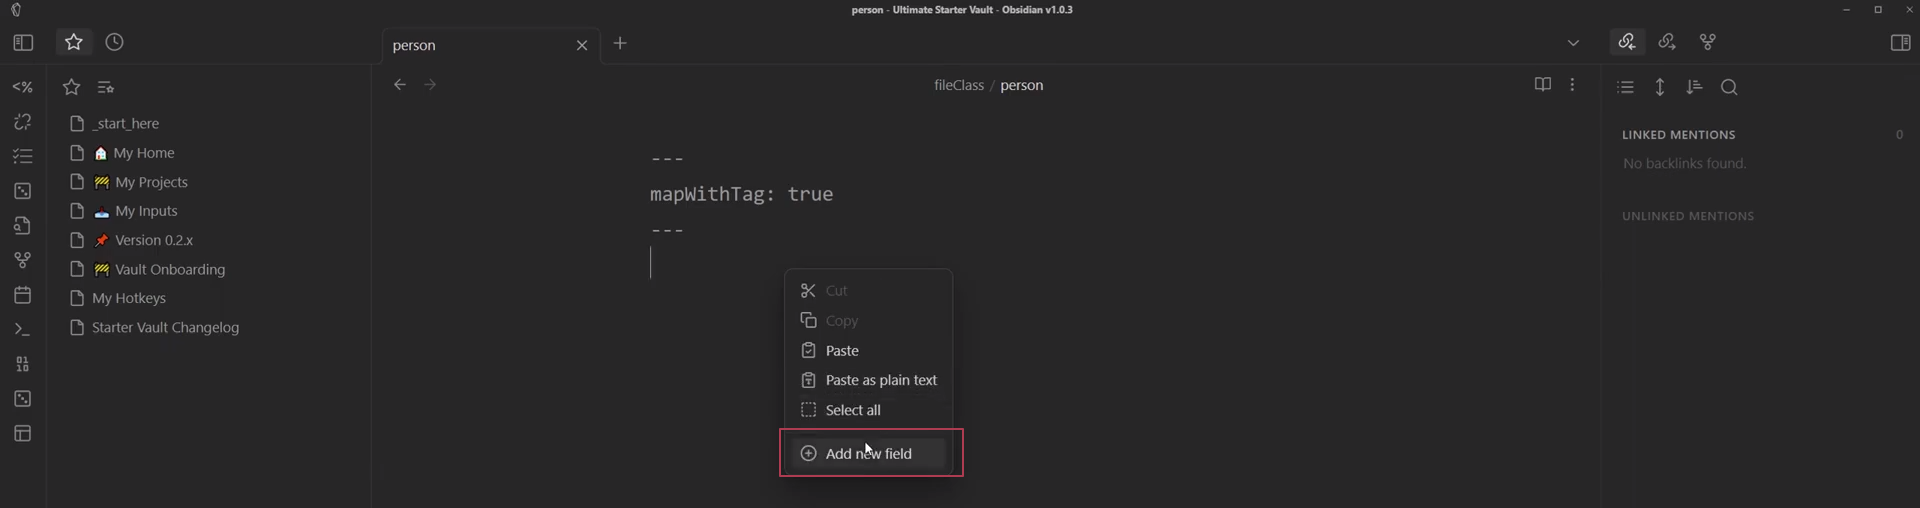 person - Ultimate Starter Vault - Obsidian v1.0.3
person
fileClass / person
_start_here
My Home
My Projects
My Inputs
Version 0.2.x
Vault Onboarding
My Hotkeys
Starter Vault Changelog
---
mapWithTag: true
---
Cut
Copy
Paste
Paste as plain text
Select all
Add new field
LINKED MENTIONS 0
No backlinks found.
UNLINKED MENTIONS